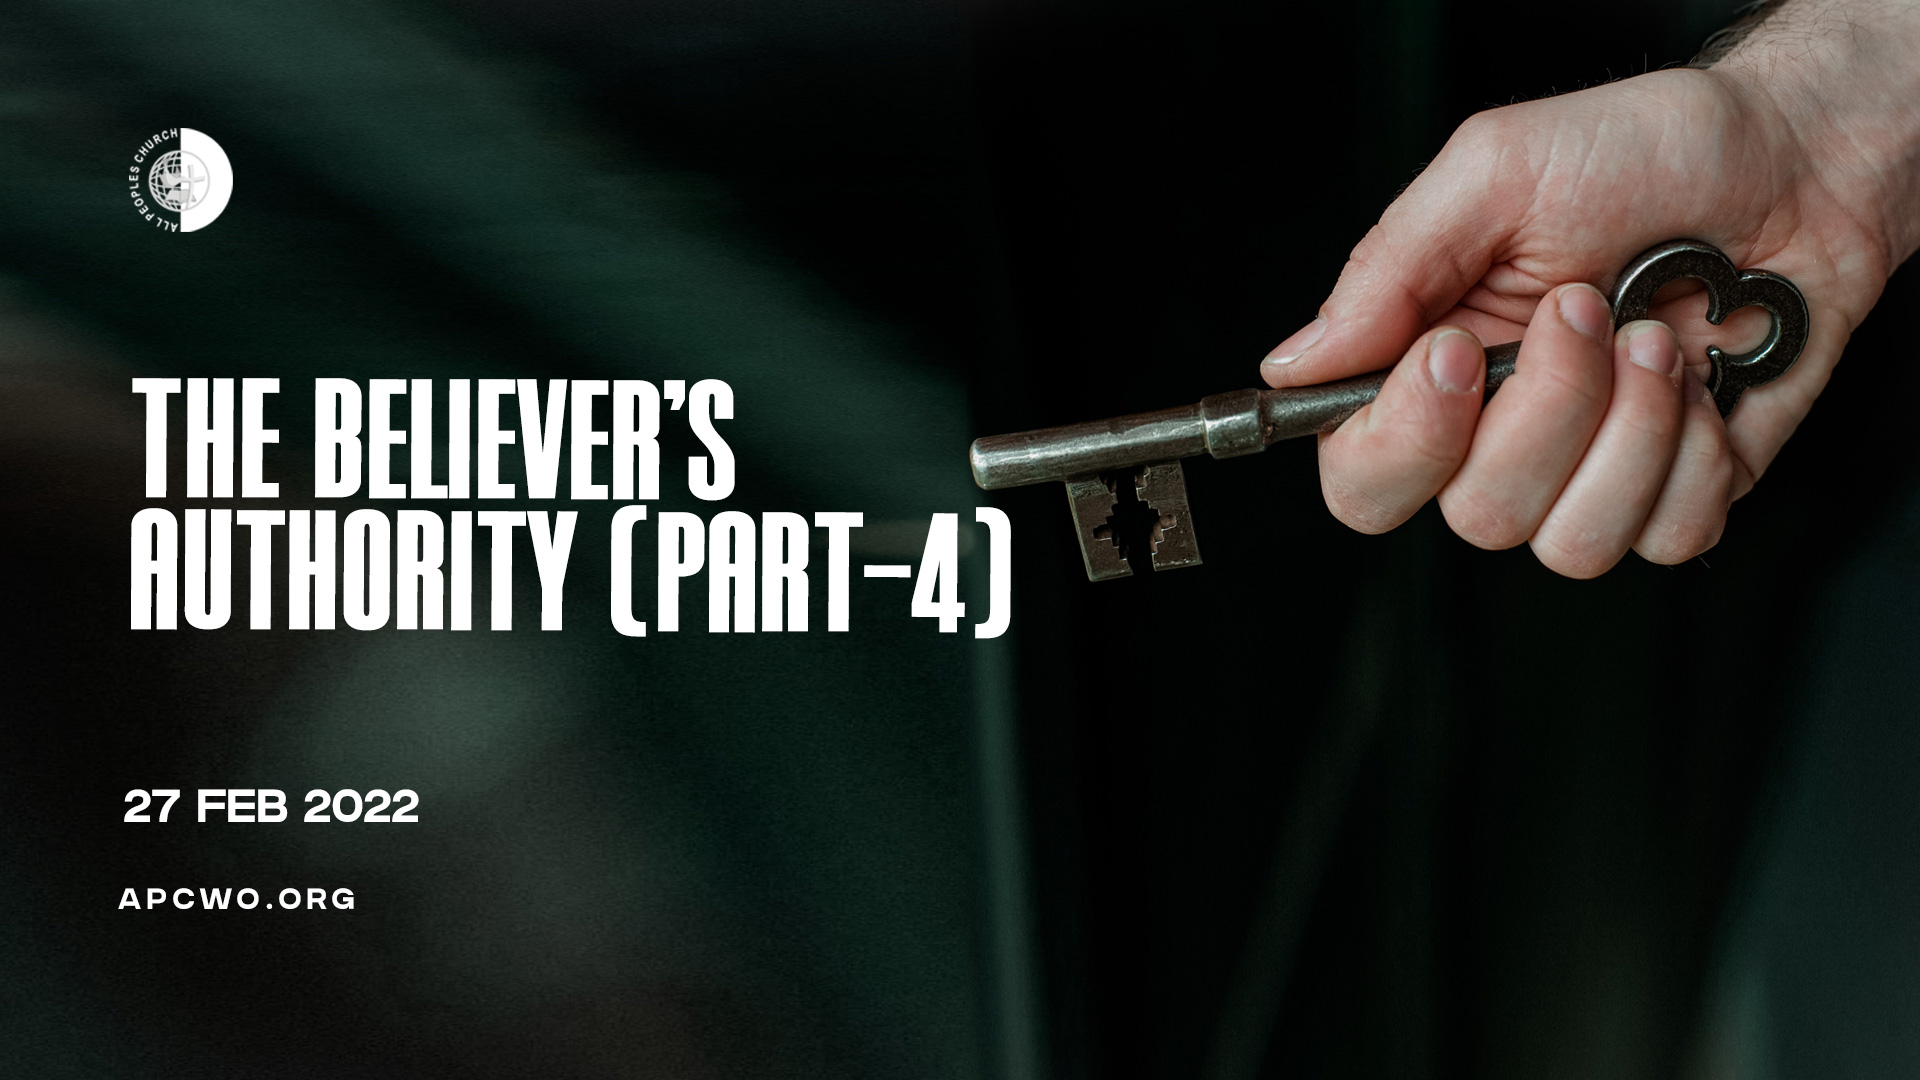 ALL PEOPLES CHURCH
THE BELIEVER’S
AUTHORITY (PART-4)
27 FEB 2022
APCWO.ORG